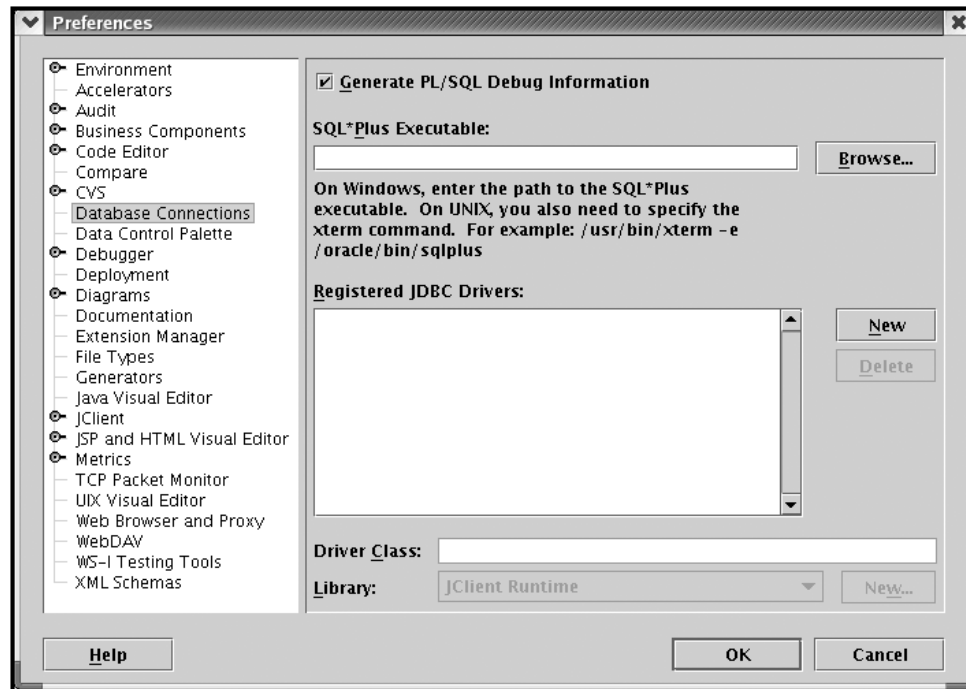 Preferences
Environment
Accelerators
Audit
Business Components
Code Editor
Compare
CVS
Database Connections
Data Control Palette
Debugger
Deployment
Diagrams
Documentation
Extension Manager
File Types
Generators
Java Visual Editor
JClient
JSP and HTML Visual Editor
Metrics
TCP Packet Monitor
UIX Visual Editor
Web Browser and Proxy
WebDAV
WS-I Testing Tools
XML Schemas
Generate PL/SQL Debug Information
SQL*Plus Executable:
Browse...
On Windows, enter the path to the SQL*Plus
executable. On UNIX, you also need to specify the
xterm command. For example: /usr/bin/xterm -e
/oracle/bin/sqlplus
Registered JDBC Drivers:
New
Delete
Driver Class:
Library: JClient Runtime New...
Help OK Cancel